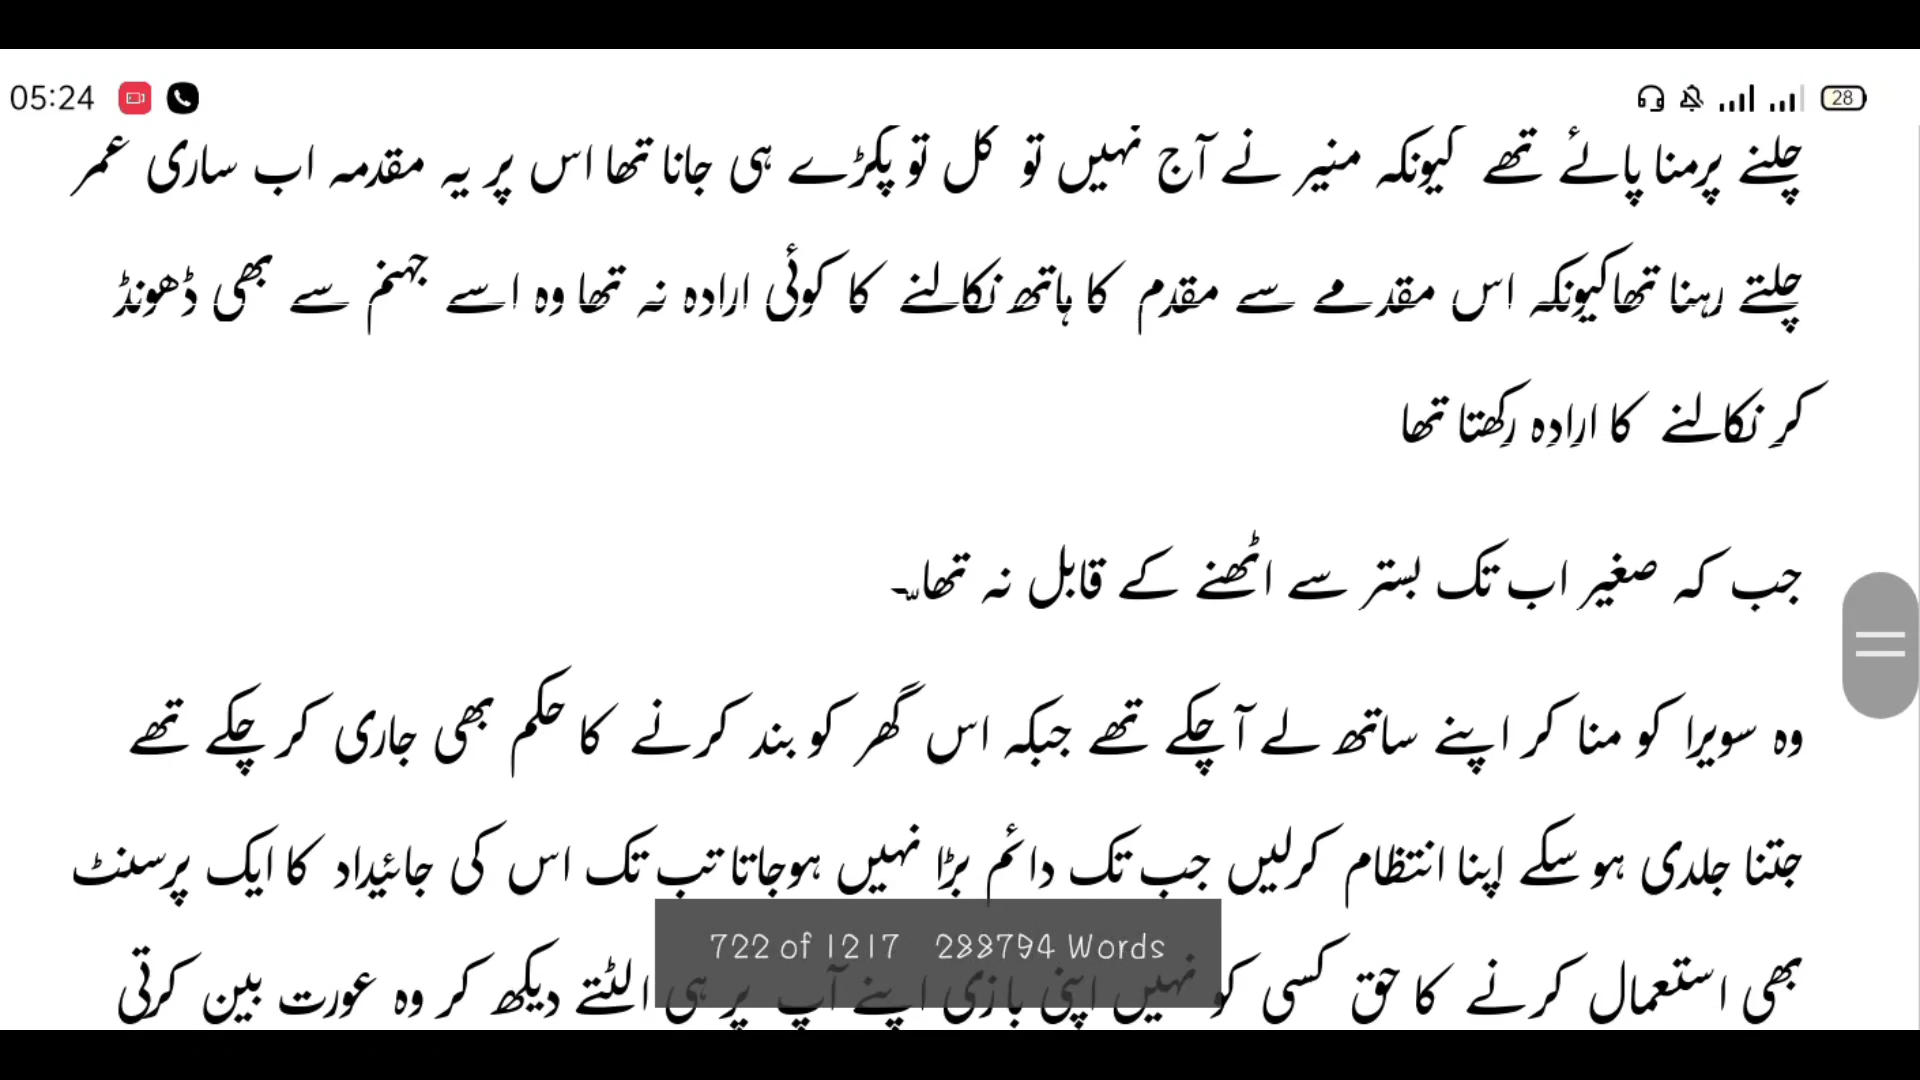 05:24
28
چلنے پرمنا پائے تھے کیونکہ منیر نے آج نہیں تو کل تو پکڑے ہی جانا تھا اس پر یہ مقدمہ اب ساری عمر
چلتے رہنا تھاکیونکہ اس مقدمے سے مقدم کا ہاتھ نکالنے کا کوئی ارادہ نہ تھا وہ اسے جہنم سے بھی ڈھونڈ
کر نکالنے کا ارادہ رکھتا تھا
جب کہ صغیر اب تک بستر سے اٹھنے کے قابل نہ تھا۔
وہ سویرا کو منا کر اپنے ساتھ لے آچکے تھے جبکہ اس گھر کو بند کرنے کا حکم بھی جاری کر چکے تھے
جتنا جلدی ہو سکے اپنا انتظام کرلیں جب تک دائم بڑا نہیں ہوجاتا تب تک اس کی جائیداد کا ایک پرسنٹ
بھی استعمال کرنے کا حق کسی کو نہیں اپنی بازی اپنے آپ پر ہی الٹتے دیکھ کر وہ عورت بین کرتی
722 of 1217 288794 Words